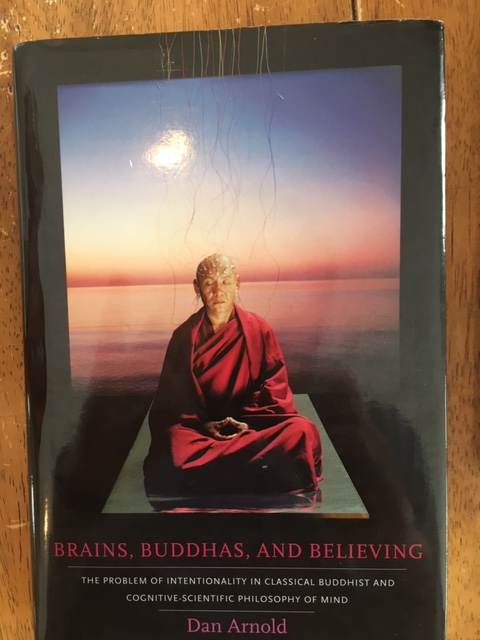 BRAINS, BUDDHAS, AND BELIEVING
THE PROBLEM OF INTENTIONALITY IN CLASSICAL BUDDHIST AND
COGNITIVE-SCIENTIFIC PHILOSOPHY OF MIND
Dan Arnold